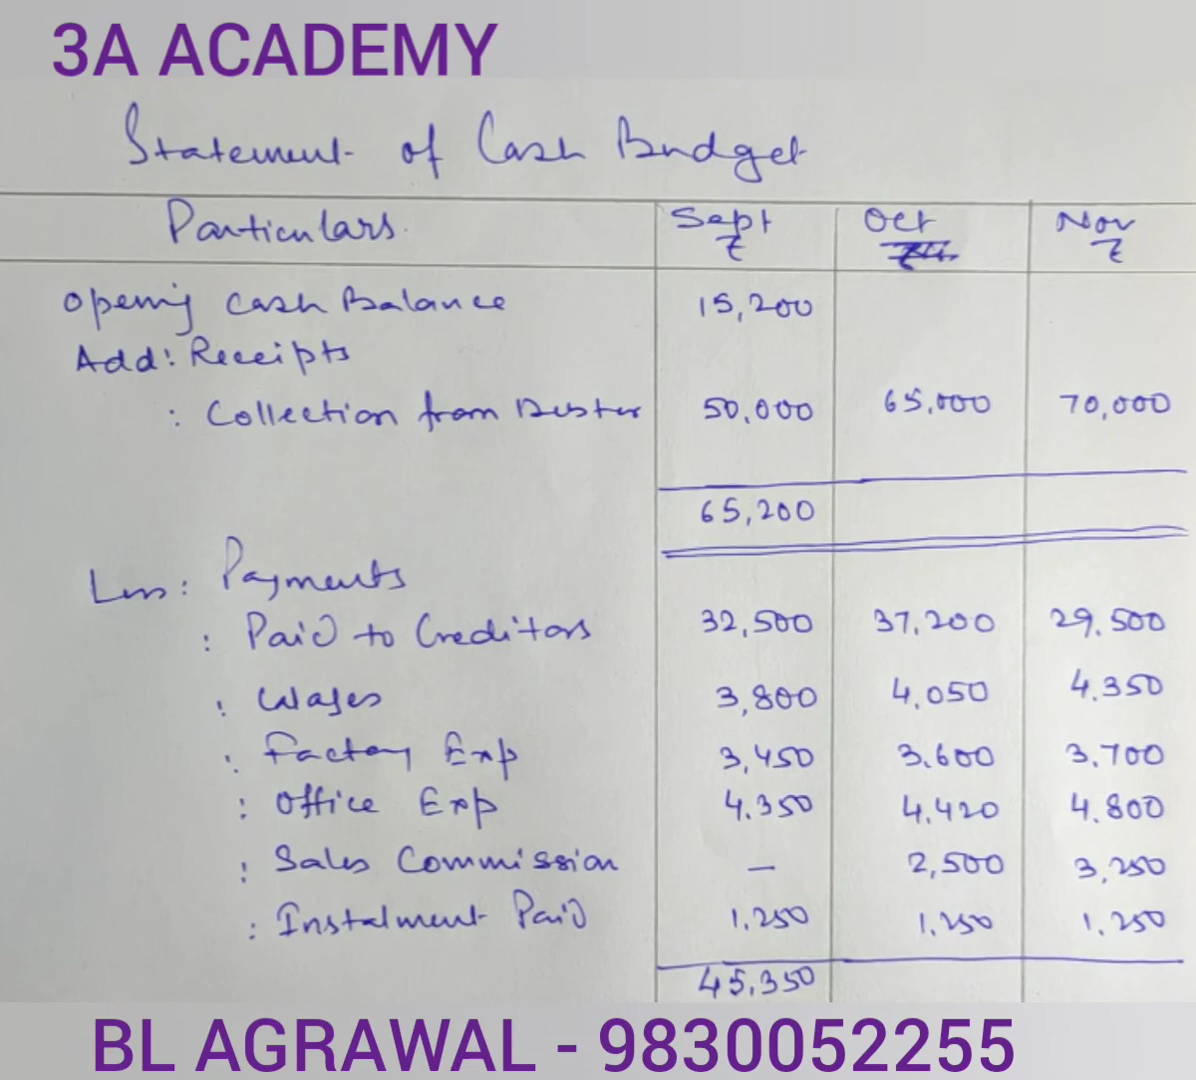 3A ACADEMY
Statement of Cash Budget
Particulars. Sept ₹ Oct Nov ₹
Opening Cash Balance 15,200
Add: Receipts
: Collection from Debtor 50,000 65,000 70,000
65,200
Less: Payments
: Paid to Creditors 32,500 37,200 29,500
: Wages 3,800 4,050 4,350
: Factory Exp 3,450 3,600 3,700
: Office Exp 4,350 4,420 4,800
: Sales Commission — 2,500 3,250
: Instalment Paid 1,250 1,250 1,250
45,350
BL AGRAWAL - 9830052255